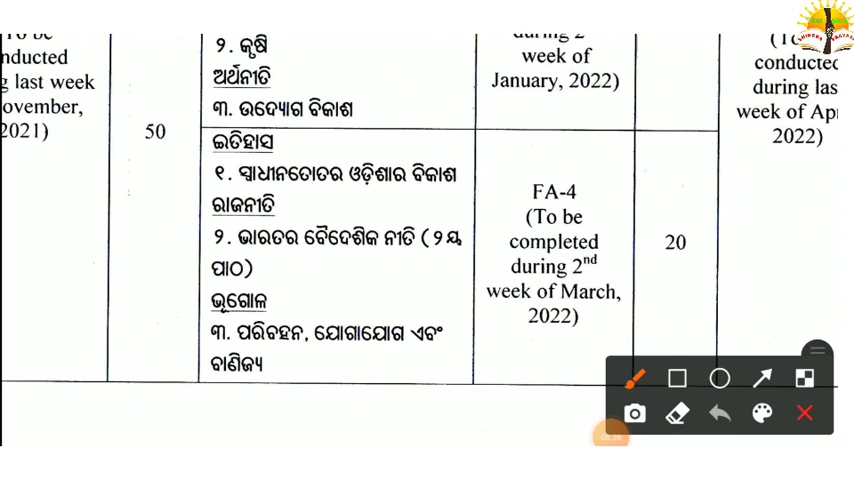 nducted
g last week
ovember,
2021)
50
୨. କୃଷି
ଅର୍ଥନୀତି
୩. ଉଦ୍ୟୋଗ ବିକାଶ
during 2
week of
January, 2022)
conducted
during las
week of Ap
2022)
ଇତିହାସ
୧. ସ୍ଵାଧୀନତୋତର ଓଡ଼ିଶାର ବିକାଶ
ରାଜନୀତି
୨. ଭାରତର ବୈଦେଶିକ ନୀତି (୨ୟ
ପାଠ)
ଭୂଗୋଳ
୩. ପରିବହନ, ଯୋଗାଯୋଗ ଏବଂ
ବାଣିଜ୍ୟ
FA-4
(To be
completed
during 2nd
week of March,
2022)
20